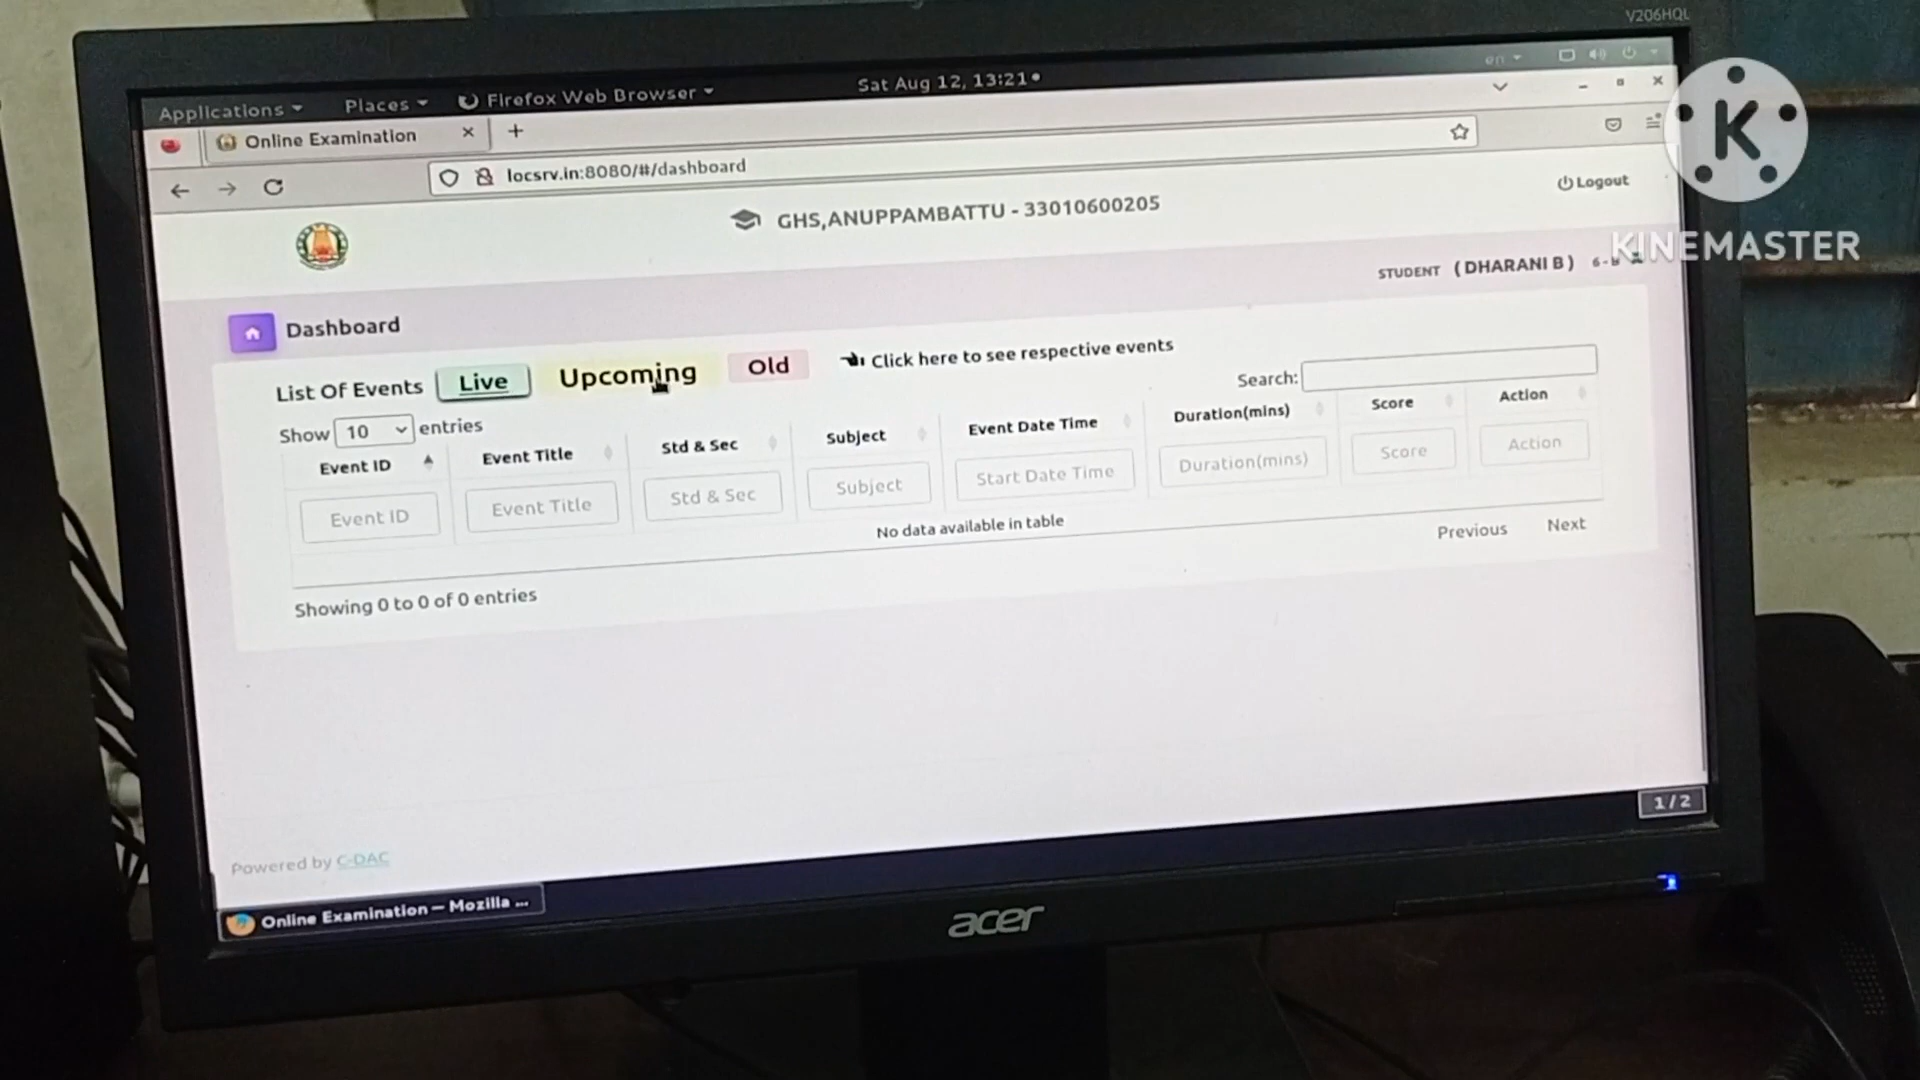 V206HQL
Applications Places Firefox Web Browser Sat Aug 12, 13:21 en
Online Examination
locsrv.in:8080/#/dashboard
GHS,ANUPPAMBATTU - 33010600205
Logout
K
KINEMASTER
STUDENT ( DHARANI B )
Dashboard
List Of Events Live Upcoming Old Click here to see respective events
Show 10 entries
Search:
Event ID Event Title Std & Sec Subject Event Date Time Duration(mins) Score Action
Event ID Event Title Std & Sec Subject Start Date Time Duration(mins) Score Action
No data available in table
Showing 0 to 0 of 0 entries
Previous Next
Powered by C-DAC
1 / 2
Online Examination — Mozilla ...
acer